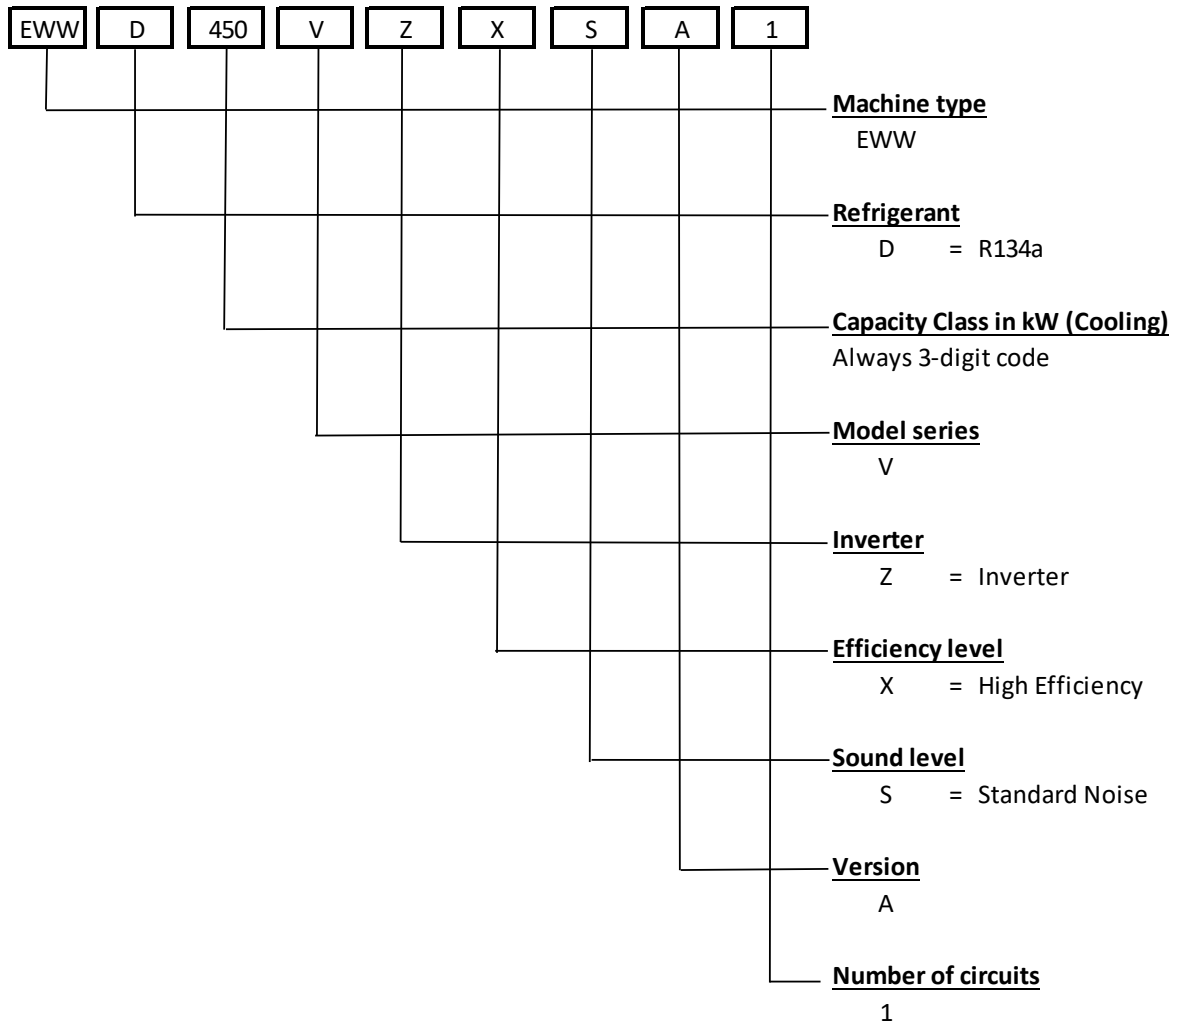 EWW D 450 V Z X S A 1
Machine type
EWW
Refrigerant
D = R134a
Capacity Class in kW (Cooling)
Always 3-digit code
Model series
V
Inverter
Z = Inverter
Efficiency level
X = High Efficiency
Sound level
S = Standard Noise
Version
A
Number of circuits
1